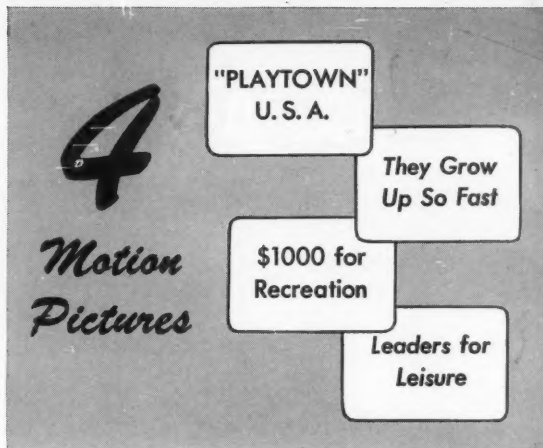 4
Motion
Pictures
"PLAYTOWN"
U. S. A.
They Grow
Up So Fast
$1000 for
Recreation
Leaders for
Leisure